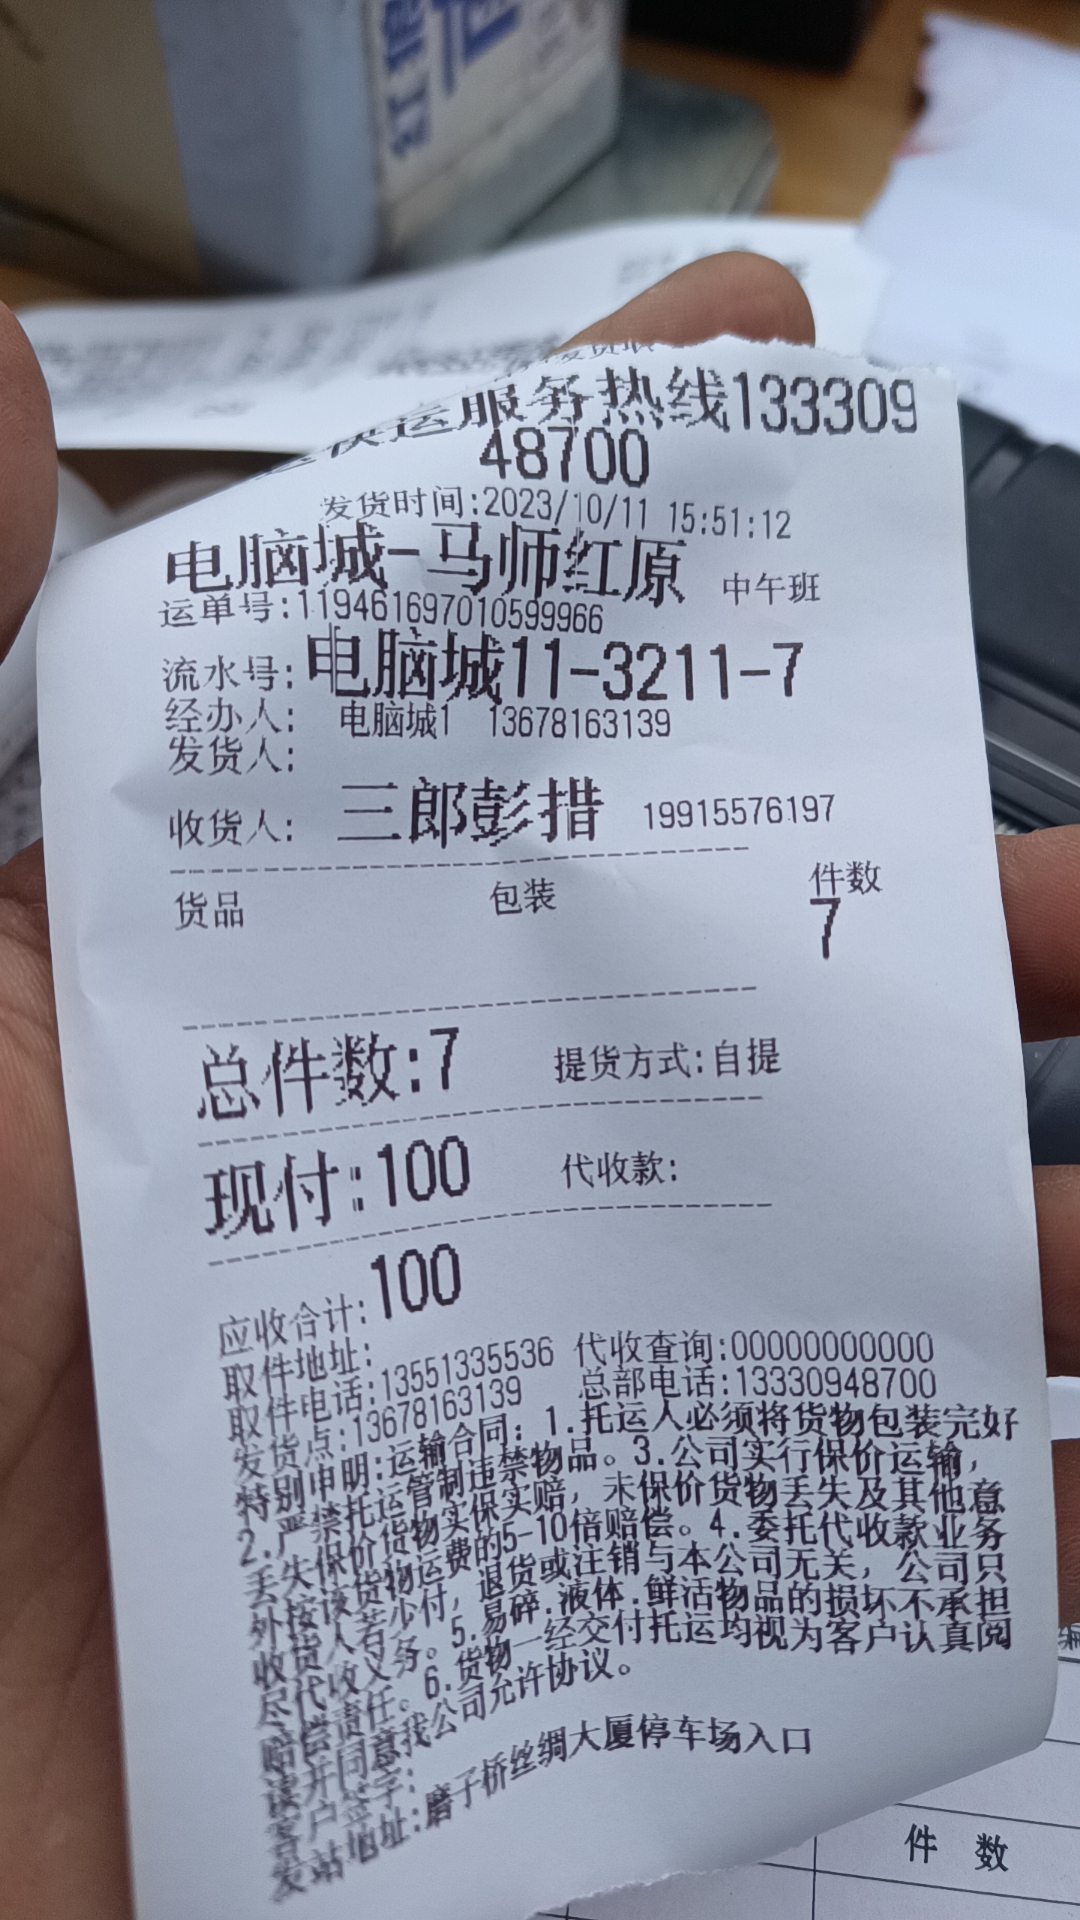 快运服务热线133309
48700
发货时间:2023/10/11 15:51:12
电脑城-马师红原 中午班
运单号:119461697010599966
流水号:电脑城11-3211-7
经办人: 电脑城1 13678163139
发货人:
收货人: 三郎彭措 19915576197
货品 包装 件数
7
总件数:7 提货方式:自提
现付:100 代收款:
应收合计:100
取件地址:
取件电话:13551335536 代收查询:00000000000
发货点:13678163139 总部电话:13330948700
特别申明:运输合同: 1.托运人必须将货物包装完好
2.严禁托运管制违禁物品。3.公司实行保价运输,
丢失保价货物实保实赔, 未保价货物丢失及其他意
外按该货物运费的5-10倍赔偿。4.委托代收款业务
收货人若少付, 退货或注销与本公司无关, 公司只
尽代收义务。5.易碎.液体.鲜活物品的损坏不承担
赔偿责任。6.货物一经交付托运均视为客户认真阅
读并同意我公司允许协议。
客户签字:
发站地址:磨子桥丝绸大厦停车场入口
件 数